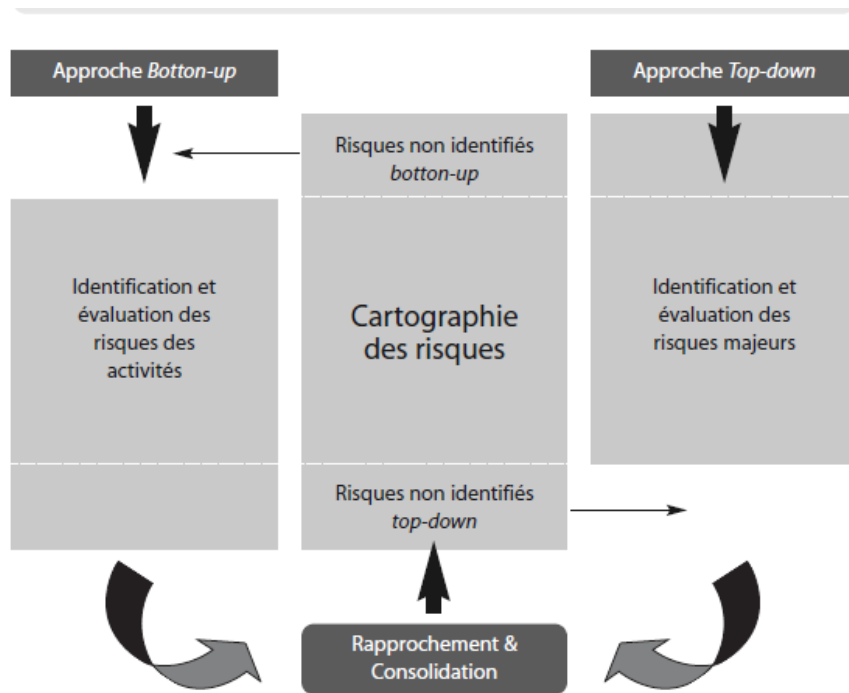 Approche Botton-up
Approche Top-down
Risques non identifiés
botton-up
Identification et
évaluation des
risques des
activités
Cartographie
des risques
Identification et
évaluation des
risques majeurs
Risques non identifiés
top-down
Rapprochement &
Consolidation